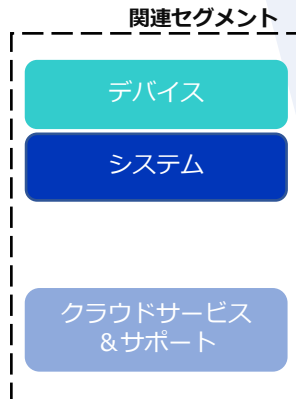 関連セグメント
デバイス
システム
クラウドサービス
＆サポート